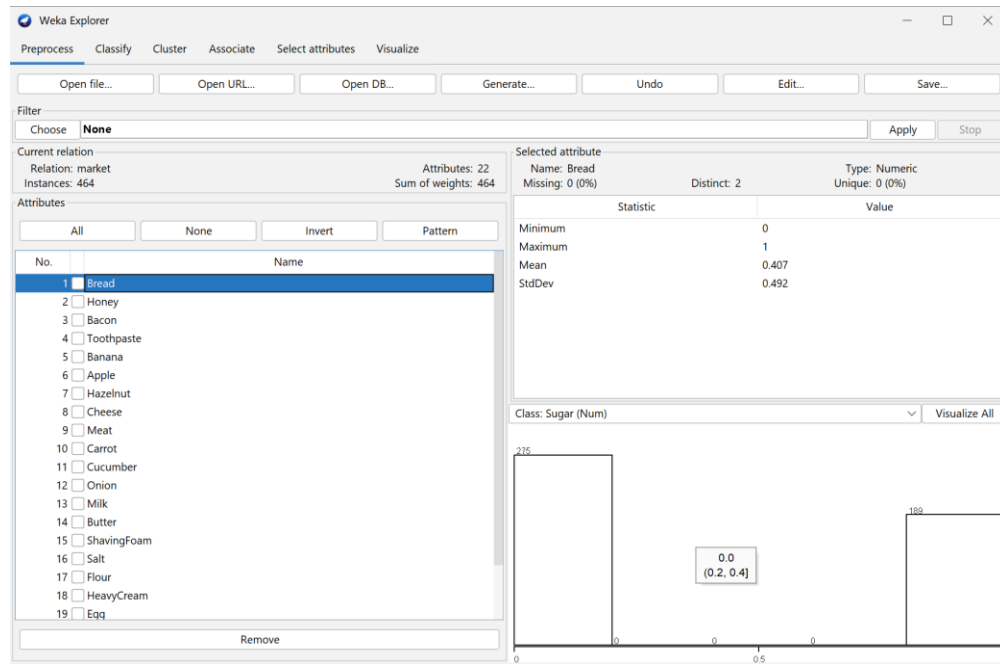 Weka Explorer
Preprocess Classify Cluster Associate Select attributes Visualize
Open file... Open URL... Open DB... Generate... Undo Edit... Save...
Filter
Choose None Apply Stop
Current relation
Relation: market Attributes: 22
Instances: 464 Sum of weights: 464
Attributes
All None Invert Pattern
No. Name
1 Bread
2 Honey
3 Bacon
4 Toothpaste
5 Banana
6 Apple
7 Hazelnut
8 Cheese
9 Meat
10 Carrot
11 Cucumber
12 Onion
13 Milk
14 Butter
15 ShavingFoam
16 Salt
17 Flour
18 HeavyCream
19 Egg
Remove
Selected attribute
Name: Bread Type: Numeric
Missing: 0 (0%) Distinct: 2 Unique: 0 (0%)
Statistic Value
Minimum 0
Maximum 1
Mean 0.407
StdDev 0.492
Class: Sugar (Num) Visualize All
275
189
0.0
(0.2, 0.4]
0 0 0
0 0.5